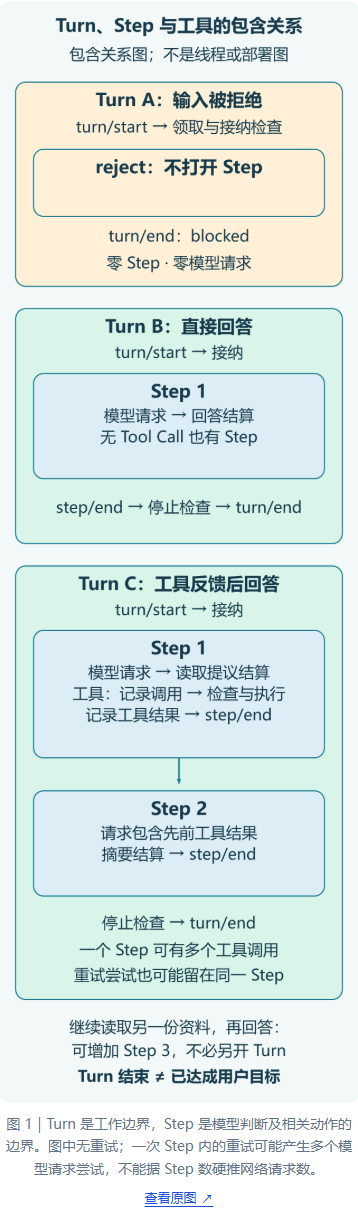 Turn、Step 与工具的包含关系
包含关系图；不是线程或部署图
Turn A：输入被拒绝
turn/start → 领取与接纳检查
reject：不打开 Step
turn/end：blocked
零 Step · 零模型请求
Turn B：直接回答
turn/start → 接纳
Step 1
模型请求 → 回答结算
无 Tool Call 也有 Step
step/end → 停止检查 → turn/end
Turn C：工具反馈后回答
turn/start → 接纳
Step 1
模型请求 → 读取提议结算
工具：记录调用 → 检查与执行
记录工具结果 → step/end
Step 2
请求包含先前工具结果
摘要结算 → step/end
停止检查 → turn/end
一个 Step 可有多个工具调用
重试尝试也可能留在同一 Step
继续读取另一份资料，再回答：
可增加 Step 3，不必另开 Turn
Turn 结束 ≠ 已达成用户目标
图 1 | Turn 是工作边界，Step 是模型判断及相关动作的
边界。图中无重试；一次 Step 内的重试可能产生多个模
型请求尝试，不能据 Step 数硬推网络请求数。
查看原图 ↗